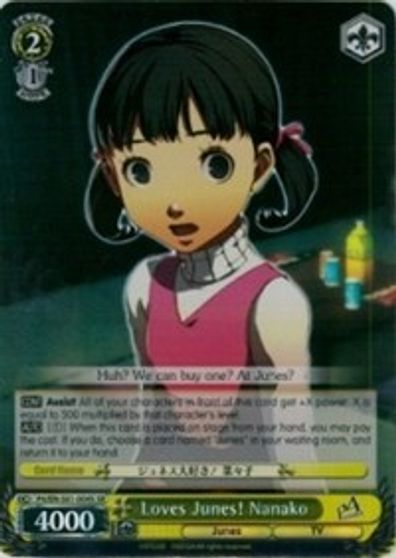 2
1
Huh? We can buy one? At Junes?
CONT Assist All of your characters in front of this card get +X power. X is
equal to 500 multiplied by that character's level.
AUTO [(1)] When this card is placed on stage from your hand, you may
pay the cost. If you do, choose a card named "Junes" in your waiting room, and
return it to your hand.
Card Name ジュネス大好き! 菜々子
4000
Loves Junes! Nanako
Junes TV